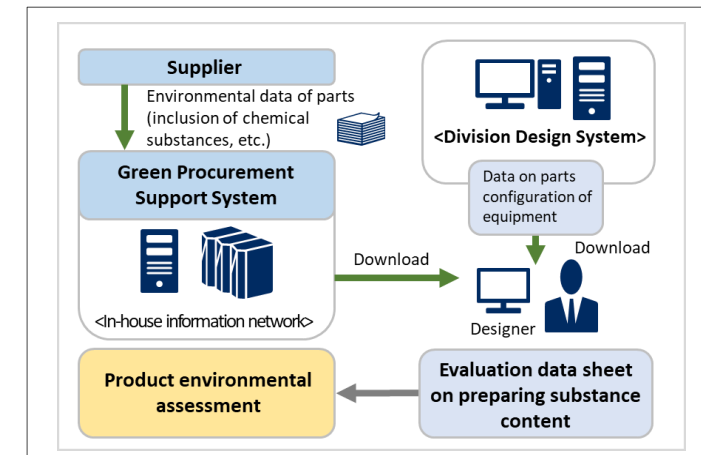 Supplier
Environmental data of parts
(inclusion of chemical
substances, etc.)
Green Procurement
Support System
<In-house information network>
Download
<Division Design System>
Data on parts
configuration of
equipment
Download
Designer
Evaluation data sheet
on preparing substance
content
Product environmental
assessment